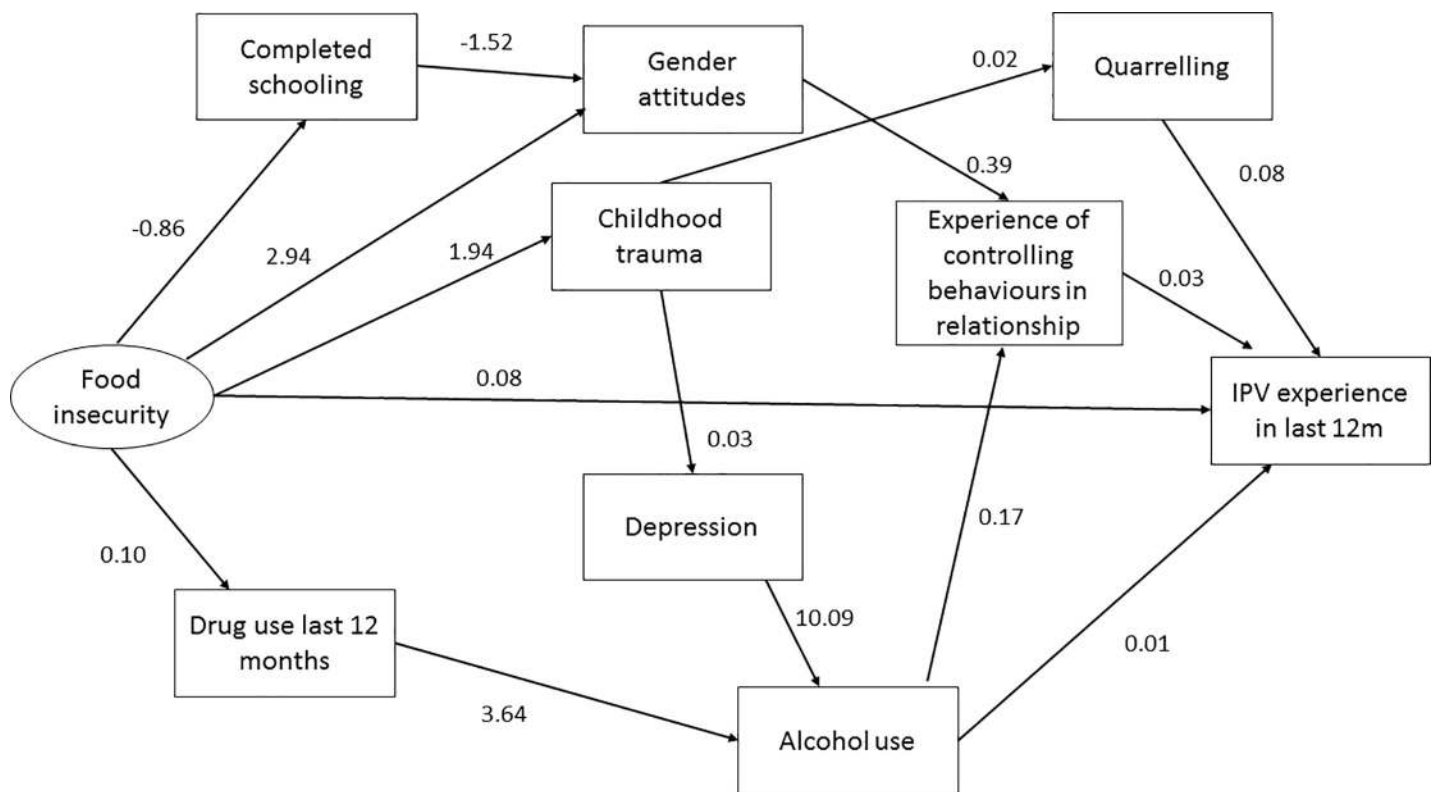 Completed
schooling
-1.52
Gender
attitudes
0.02
Quarrelling
-0.86
2.94
1.94
Childhood
trauma
0.39
Experience of
controlling
behaviours in
relationship
0.08
0.03
Food
insecurity
0.08
IPV experience
in last 12m
0.03
0.10
Depression
0.17
Drug use last 12
months
10.09
0.01
3.64
Alcohol use